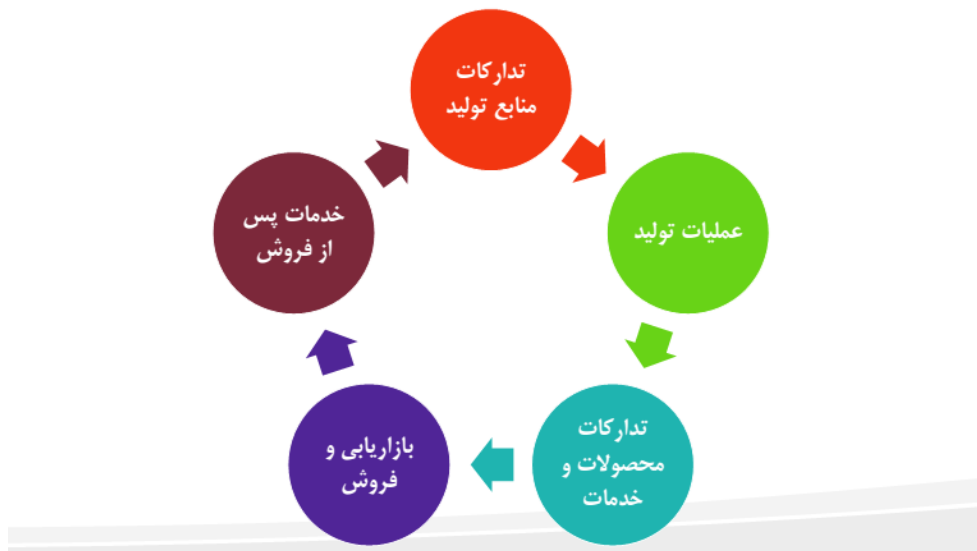 تدارکات
منابع تولید
عملیات تولید
تدارکات
محصولات و
خدمات
بازاریابی و
فروش
خدمات پس
از فروش